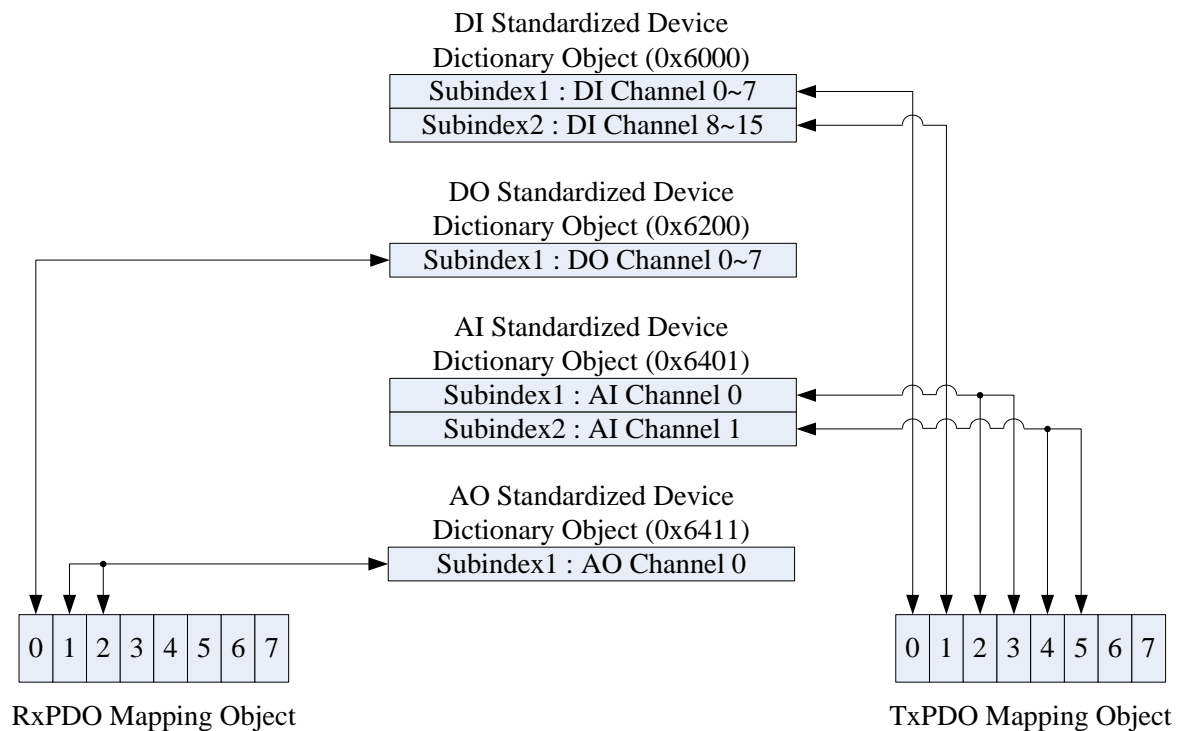 DI Standardized Device
Dictionary Object (0x6000)
Subindex1 : DI Channel 0~7
Subindex2 : DI Channel 8~15
DO Standardized Device
Dictionary Object (0x6200)
Subindex1 : DO Channel 0~7
AI Standardized Device
Dictionary Object (0x6401)
Subindex1 : AI Channel 0
Subindex2 : AI Channel 1
AO Standardized Device
Dictionary Object (0x6411)
Subindex1 : AO Channel 0
0 1 2 3 4 5 6 7
RxPDO Mapping Object
0 1 2 3 4 5 6 7
TxPDO Mapping Object